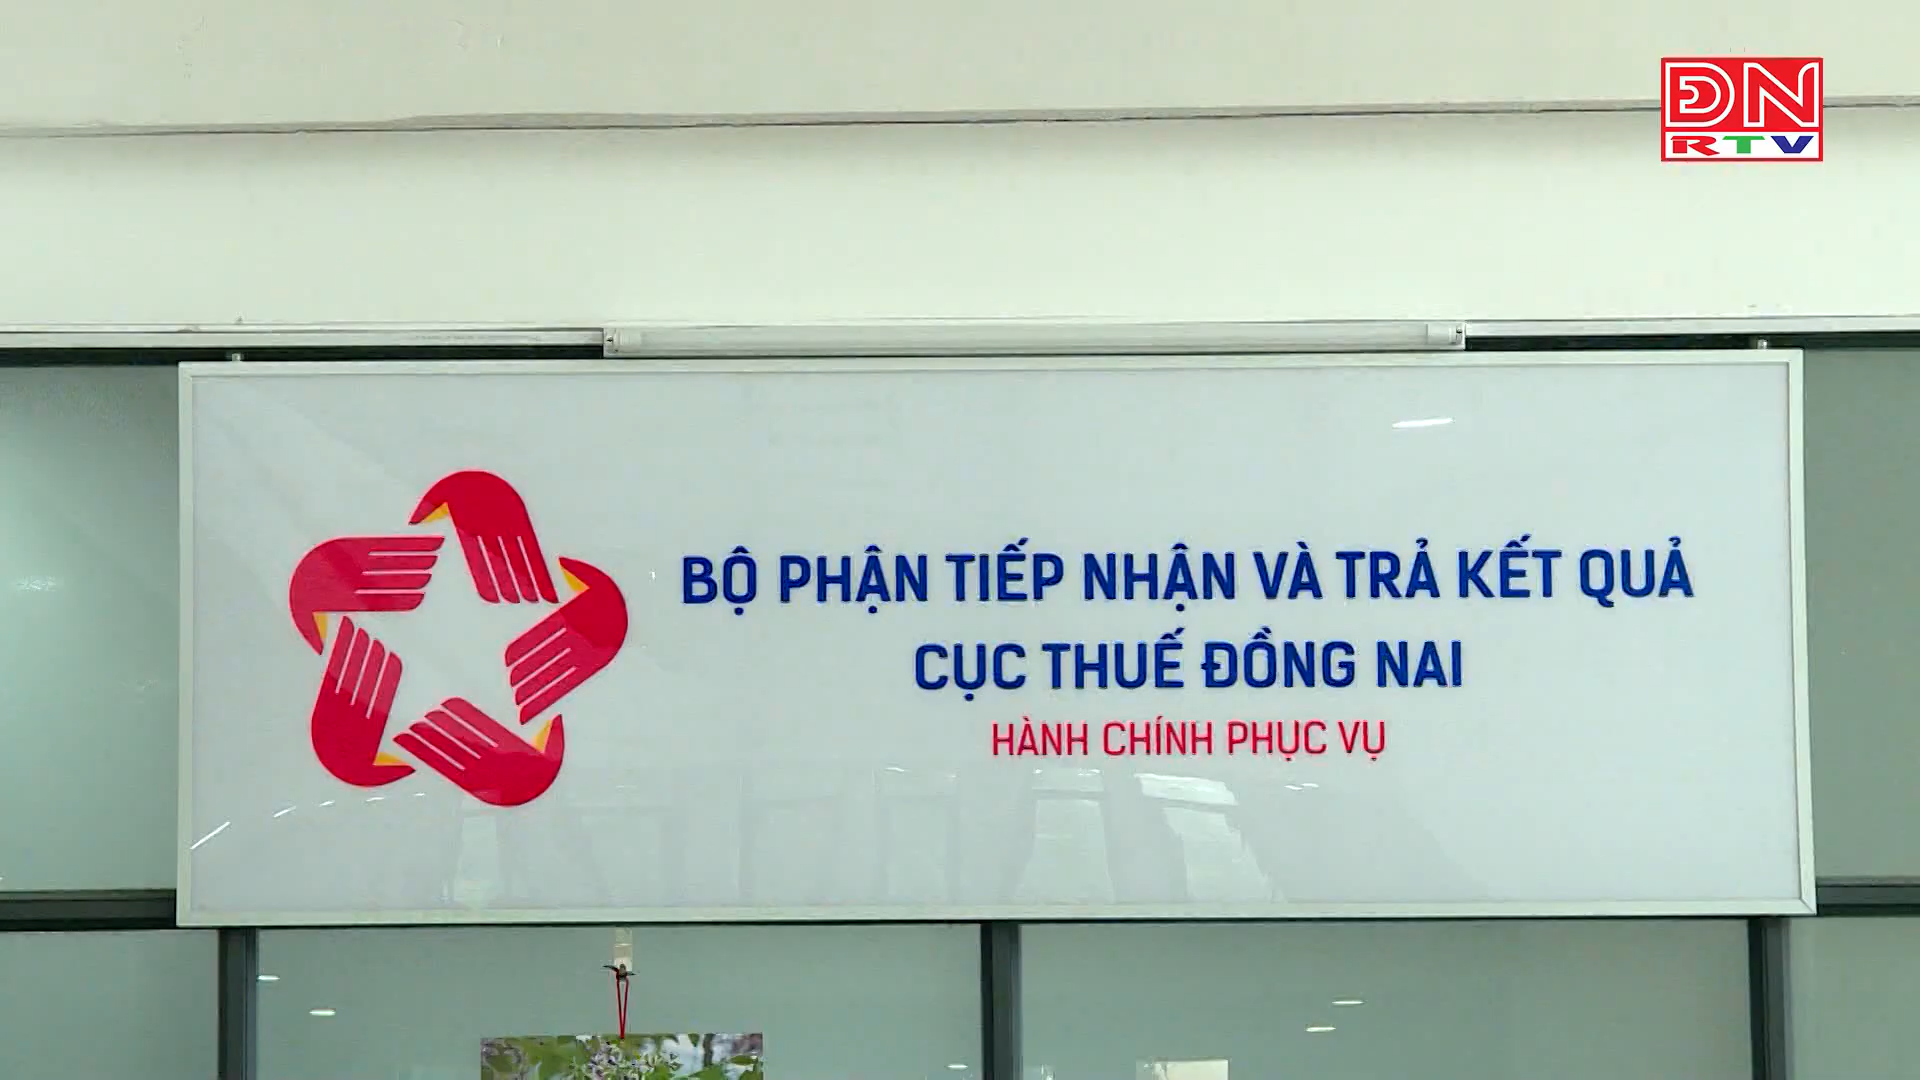 ĐN
RTV
BỘ PHẬN TIẾP NHẬN VÀ TRẢ KẾT QUẢ
CỤC THUẾ ĐỒNG NAI
HÀNH CHÍNH PHỤC VỤ